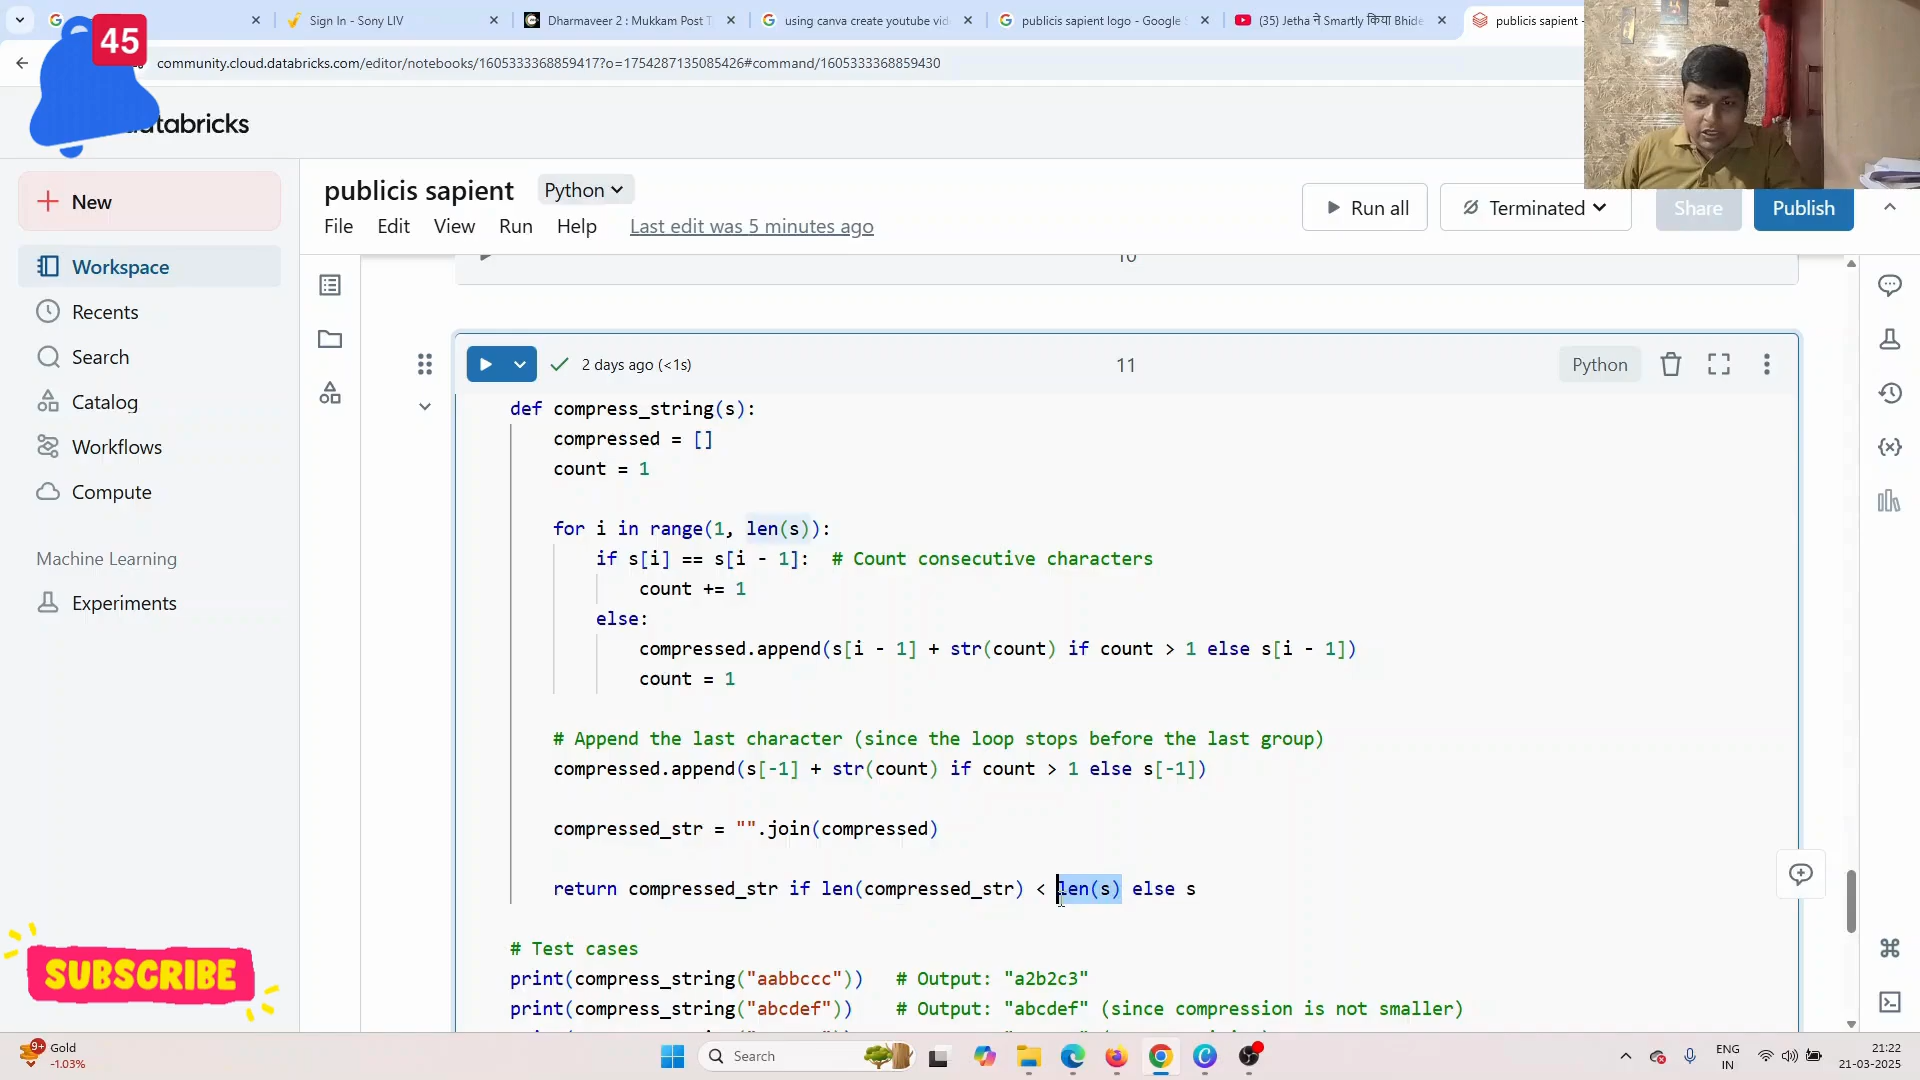 45
Sign In - Sony LIV
Dharmaveer 2 : Mukkam Post T
using canva create youtube vid
publicis sapient logo - Google S
(35) Jetha ने Smartly किया Bhide
publicis sapient -
community.cloud.databricks.com/editor/notebooks/1605333368859417?o=1754287135085426#command/1605333368859430
databricks
New
Workspace
Recents
Search
Catalog
Workflows
Compute
Machine Learning
Experiments
publicis sapient
Python
File
Edit
View
Run
Help
Last edit was 5 minutes ago
Run all
Terminated
Share
Publish
10
2 days ago (<1s)
11
Python
def compress_string(s):
compressed = []
count = 1
for i in range(1, len(s)):
if s[i] == s[i - 1]:  # Count consecutive characters
count += 1
else:
compressed.append(s[i - 1] + str(count) if count > 1 else s[i - 1])
count = 1
# Append the last character (since the loop stops before the last group)
compressed.append(s[-1] + str(count) if count > 1 else s[-1])
compressed_str = "".join(compressed)
return compressed_str if len(compressed_str) < len(s) else s
# Test cases
print(compress_string("aabbccc"))   # Output: "a2b2c3"
print(compress_string("abcdef"))    # Output: "abcdef" (since compression is not smaller)
SUBSCRIBE
Gold
-1.03%
9+
Search
ENG
IN
21:22
21-03-2025